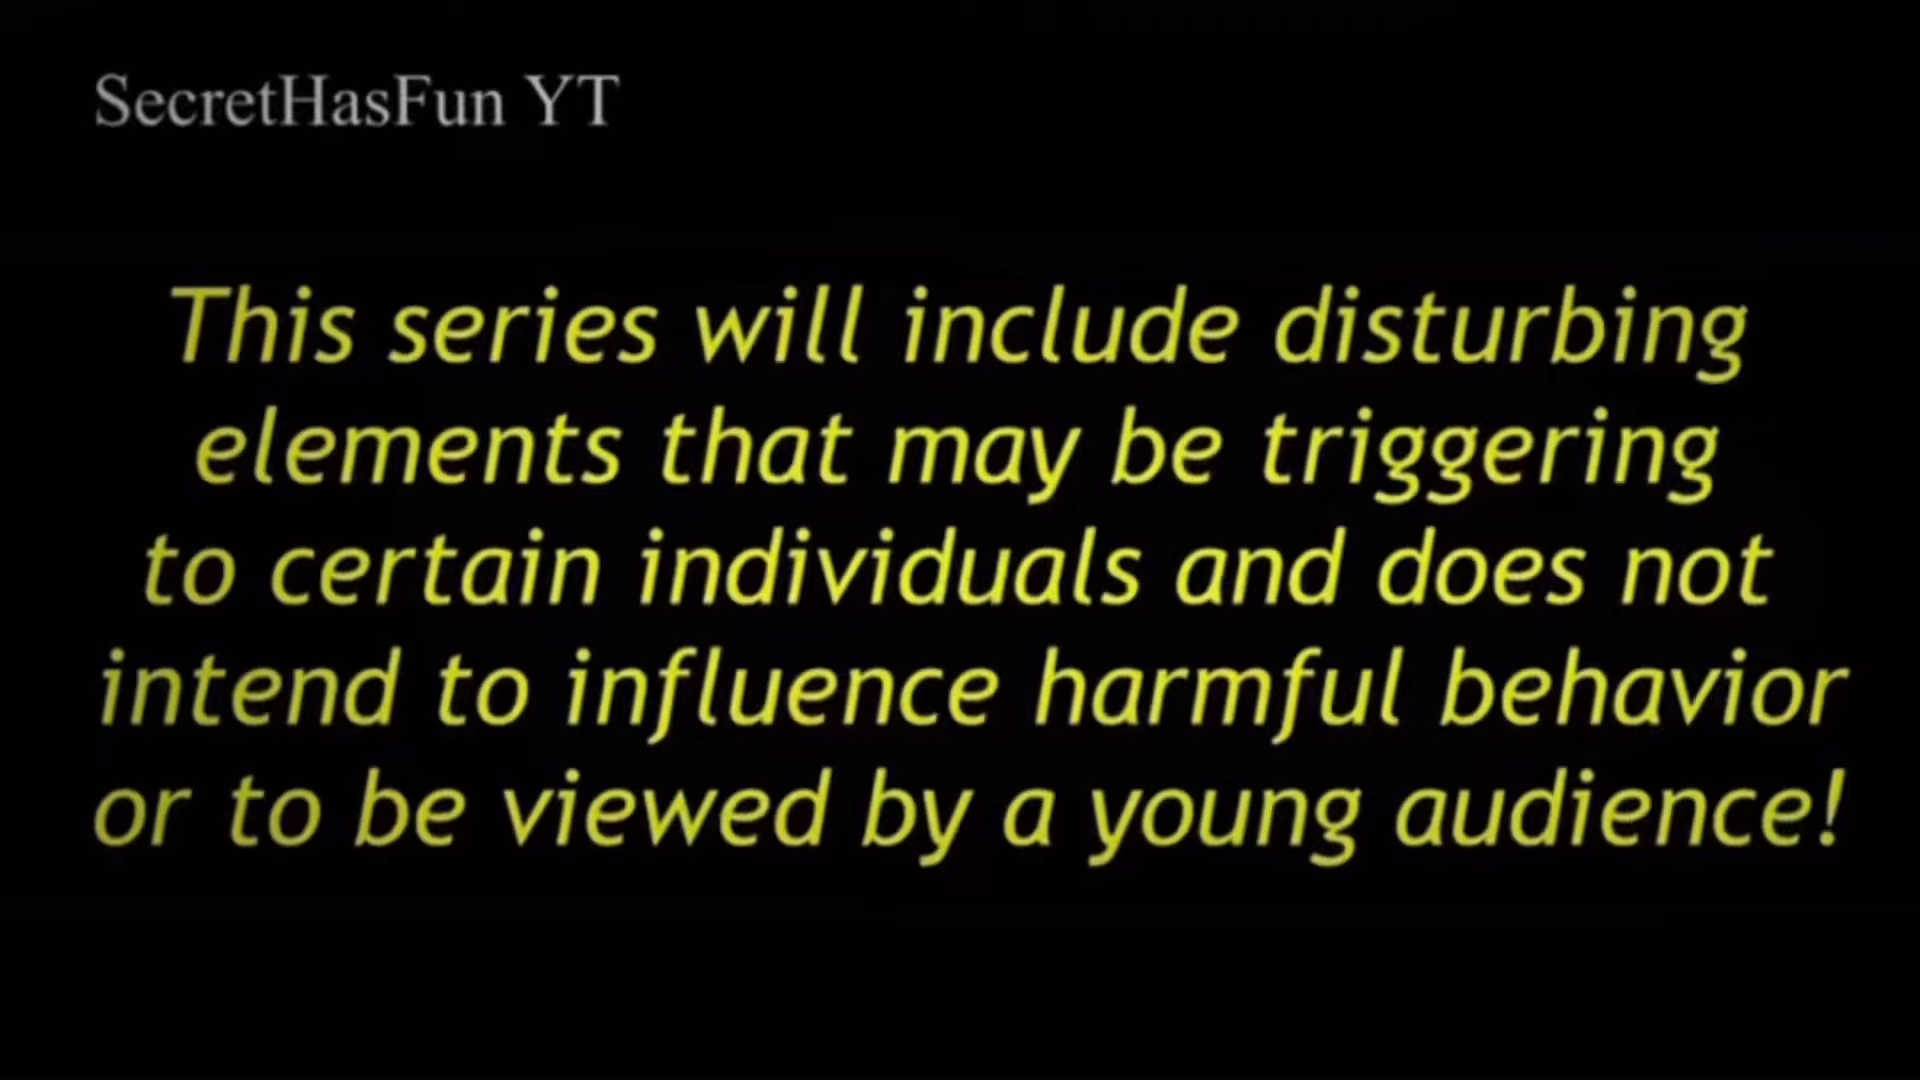 SecretHasFun YT
This series will include disturbing
elements that may be triggering
to certain individuals and does not
intend to influence harmful behavior
or to be viewed by a young audience!